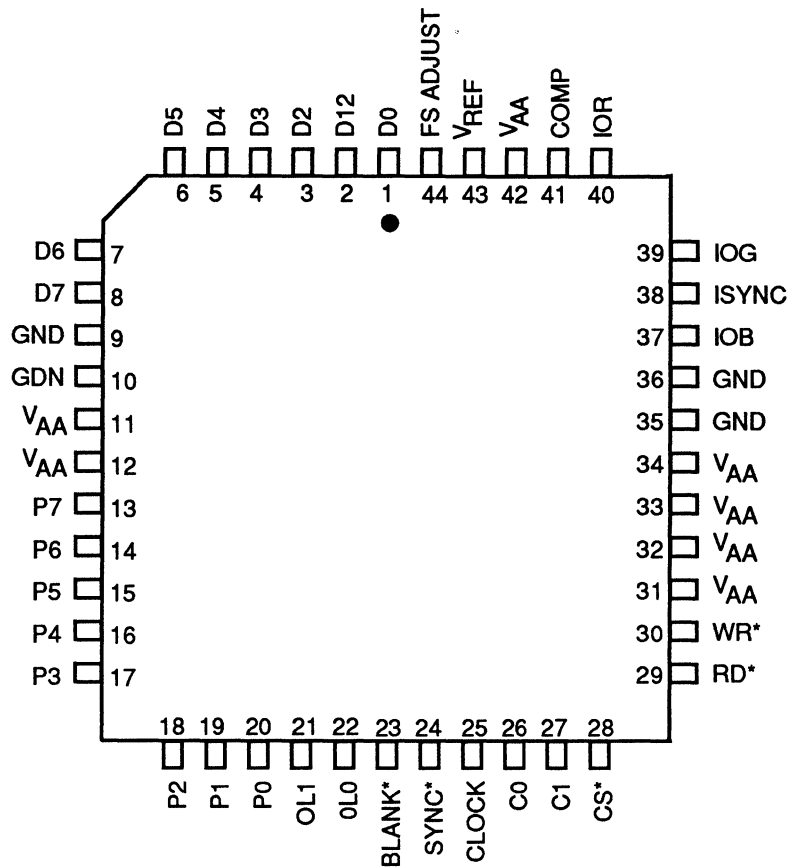 D5 D4 D3 D2 D12 D0 FS ADJUST VREF VAA COMP IOR
6 5 4 3 2 1 44 43 42 41 40
D6 7 39 IOG
D7 8 38 ISYNC
GND 9 37 IOB
GDN 10 36 GND
VAA 11 35 GND
VAA 12 34 VAA
P7 13 33 VAA
P6 14 32 VAA
P5 15 31 VAA
P4 16 30 WR*
P3 17 29 RD*
18 19 20 21 22 23 24 25 26 27 28
P2 P1 P0 OL1 0L0 BLANK* SYNC* CLOCK C0 C1 CS*